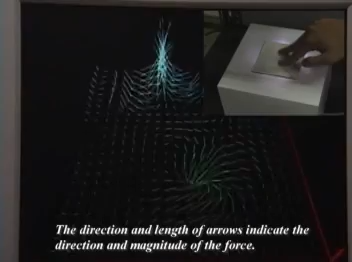 The direction and length of arrows indicate the
direction and magnitude of the force.